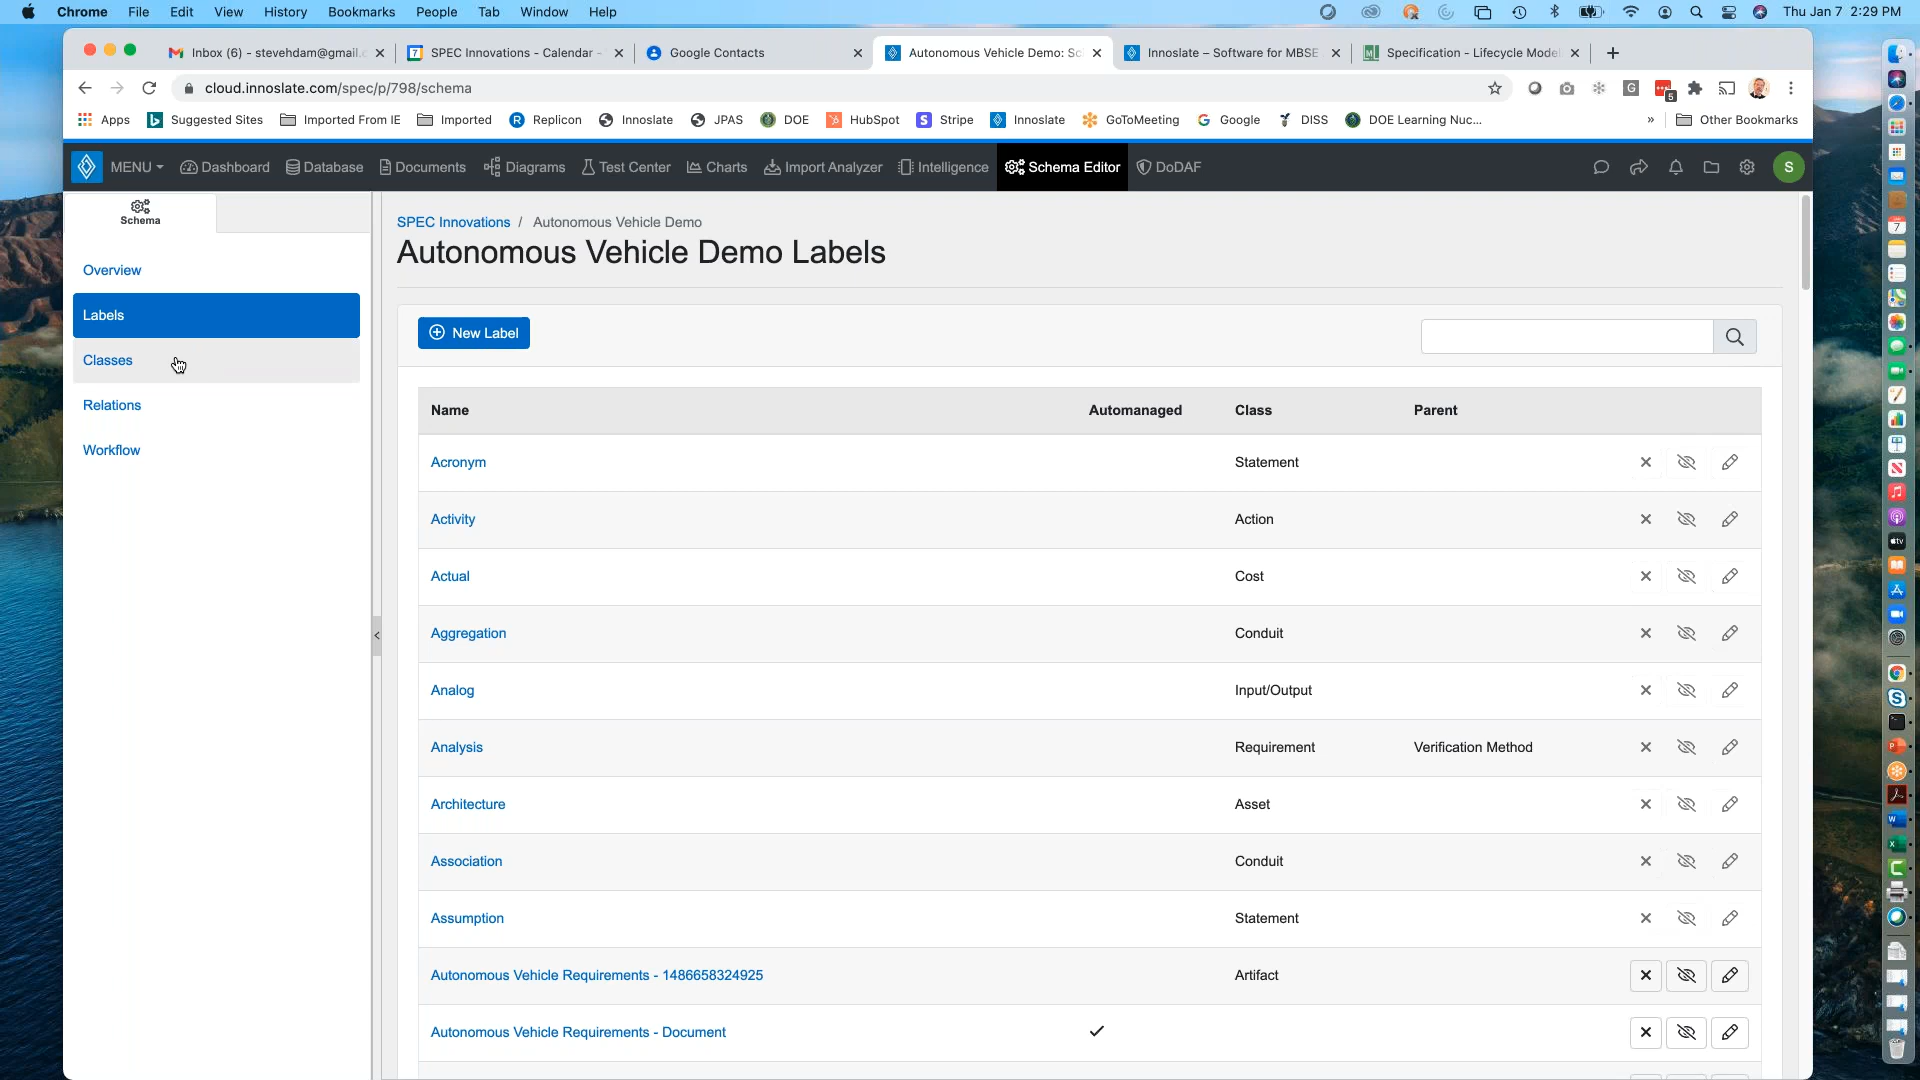 Chrome File Edit View History Bookmarks People Tab Window Help Thu Jan 7 2:29 PM
Inbox (6) - stevehdam@gmail.c SPEC Innovations - Calendar - Google Contacts Autonomous Vehicle Demo: Sc Innoslate – Software for MBSE Specification - Lifecycle Model
cloud.innoslate.com/spec/p/798/schema
Apps Suggested Sites Imported From IE Imported Replicon Innoslate JPAS DOE HubSpot Stripe Innoslate GoToMeeting Google DISS DOE Learning Nuc... » Other Bookmarks
MENU Dashboard Database Documents Diagrams Test Center Charts Import Analyzer Intelligence Schema Editor DoDAF S
Schema
Overview
Labels
Classes
Relations
Workflow
SPEC Innovations / Autonomous Vehicle Demo
Autonomous Vehicle Demo Labels
New Label
Name Automanaged Class Parent
Acronym Statement
Activity Action
Actual Cost
Aggregation Conduit
Analog Input/Output
Analysis Requirement Verification Method
Architecture Asset
Association Conduit
Assumption Statement
Autonomous Vehicle Requirements - 1486658324925 Artifact
Autonomous Vehicle Requirements - Document